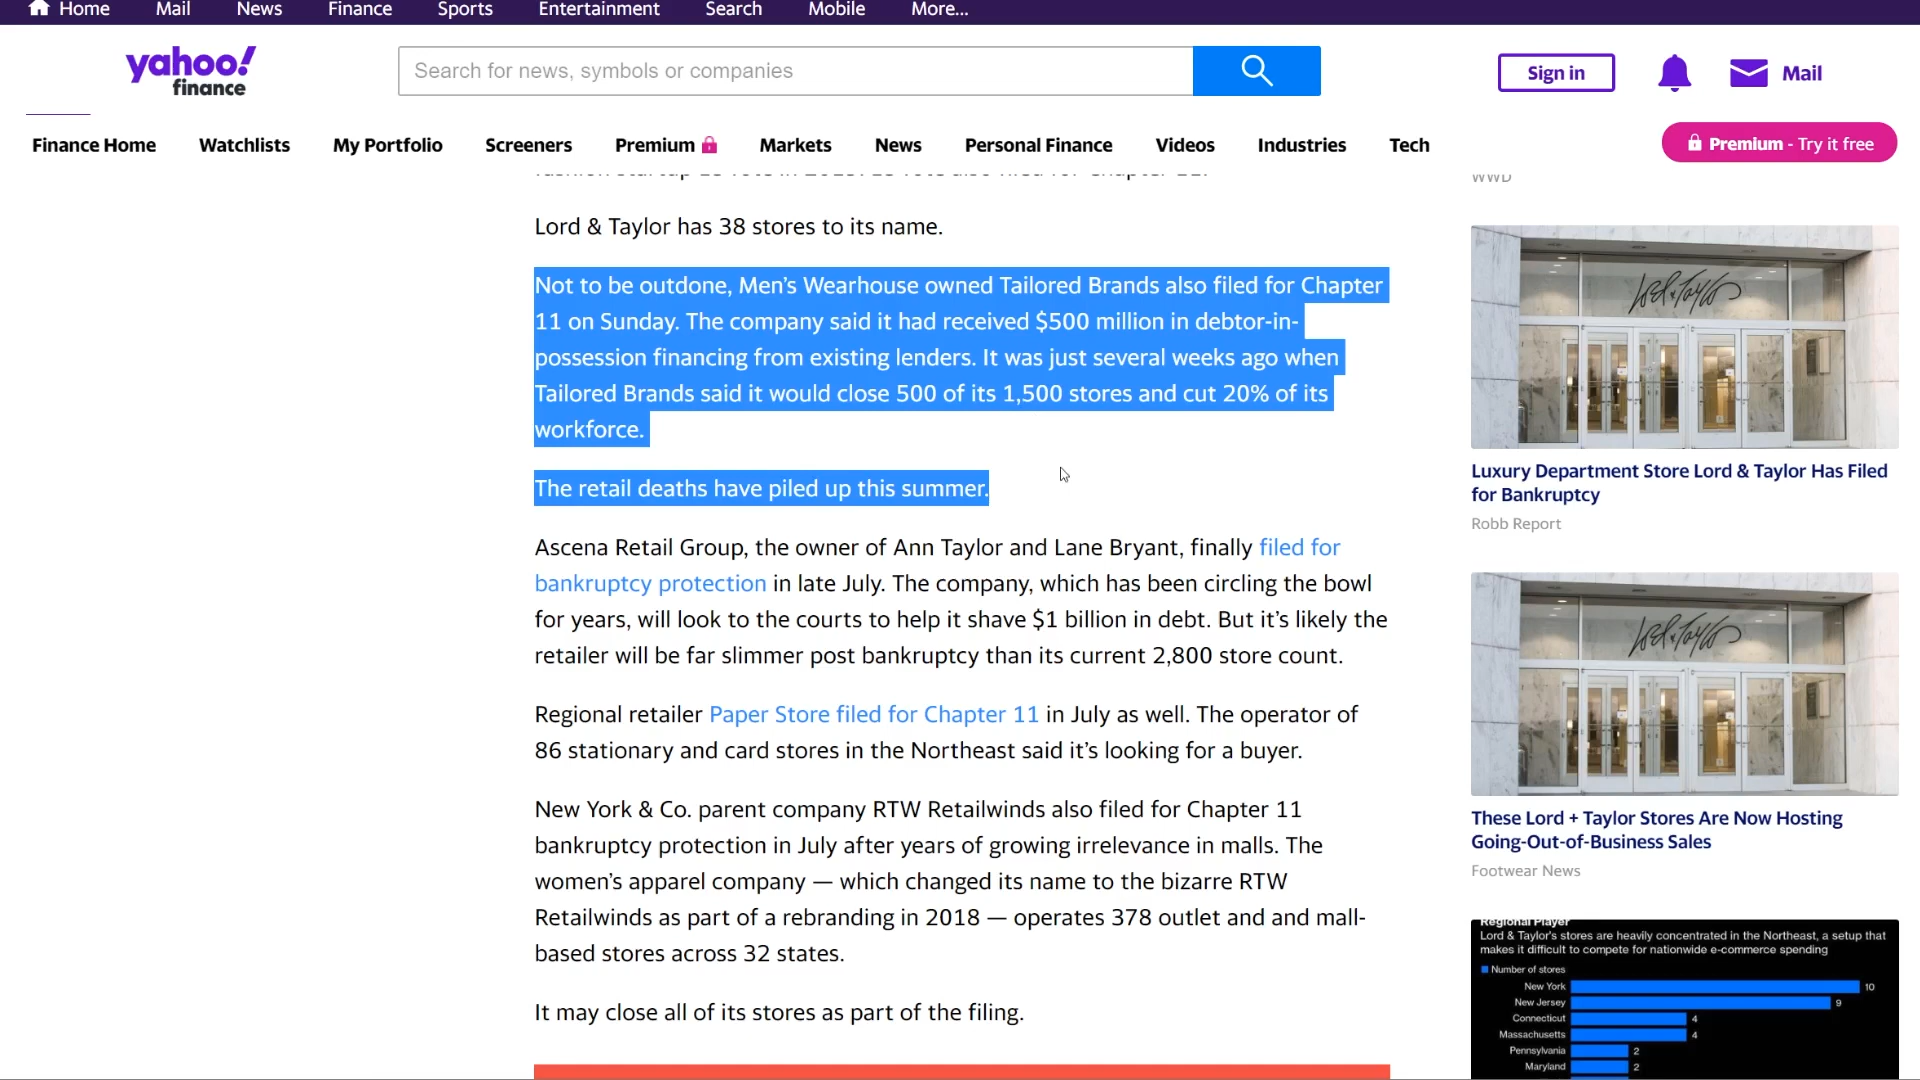 Home Mail News Finance Sports Entertainment Search Mobile More...
yahoo!
finance
Search for news, symbols or companies
Sign in
Mail
Finance Home Watchlists My Portfolio Screeners Premium Markets News Personal Finance Videos Industries Tech
Premium - Try it free
Lord & Taylor has 38 stores to its name.
Not to be outdone, Men’s Wearhouse owned Tailored Brands also filed for Chapter
11 on Sunday. The company said it had received $500 million in debtor-in-
possession financing from existing lenders. It was just several weeks ago when
Tailored Brands said it would close 500 of its 1,500 stores and cut 20% of its
workforce.
The retail deaths have piled up this summer.
Ascena Retail Group, the owner of Ann Taylor and Lane Bryant, finally filed for
bankruptcy protection in late July. The company, which has been circling the bowl
for years, will look to the courts to help it shave $1 billion in debt. But it’s likely the
retailer will be far slimmer post bankruptcy than its current 2,800 store count.
Regional retailer Paper Store filed for Chapter 11 in July as well. The operator of
86 stationary and card stores in the Northeast said it’s looking for a buyer.
New York & Co. parent company RTW Retailwinds also filed for Chapter 11
bankruptcy protection in July after years of growing irrelevance in malls. The
women’s apparel company — which changed its name to the bizarre RTW
Retailwinds as part of a rebranding in 2018 — operates 378 outlet and and mall-
based stores across 32 states.
It may close all of its stores as part of the filing.
WWD
Lord & Taylor
Luxury Department Store Lord & Taylor Has Filed
for Bankruptcy
Robb Report
Lord & Taylor
These Lord + Taylor Stores Are Now Hosting
Going-Out-of-Business Sales
Footwear News
Regional Player
Lord & Taylor's stores are heavily concentrated in the Northeast, a setup that
makes it difficult to compete for nationwide e-commerce spending
Number of stores
New York 10
New Jersey 9
Connecticut 4
Massachusetts 4
Pennsylvania 2
Maryland 2